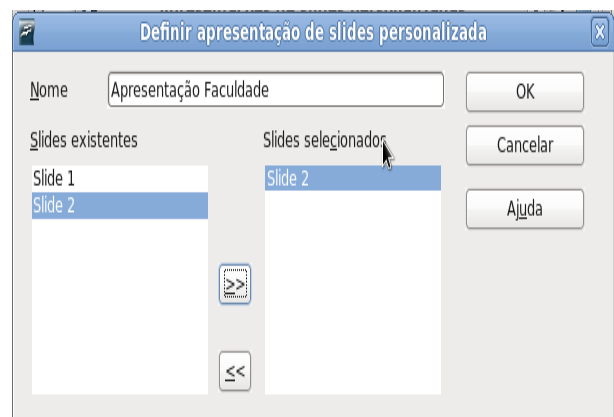 Definir apresentação de slides personalizada
Nome
Apresentação Faculdade
OK
Slides existentes
Slides selecionados
Cancelar
Slide 1
Slide 2
Slide 2
Ajuda
>>
<<